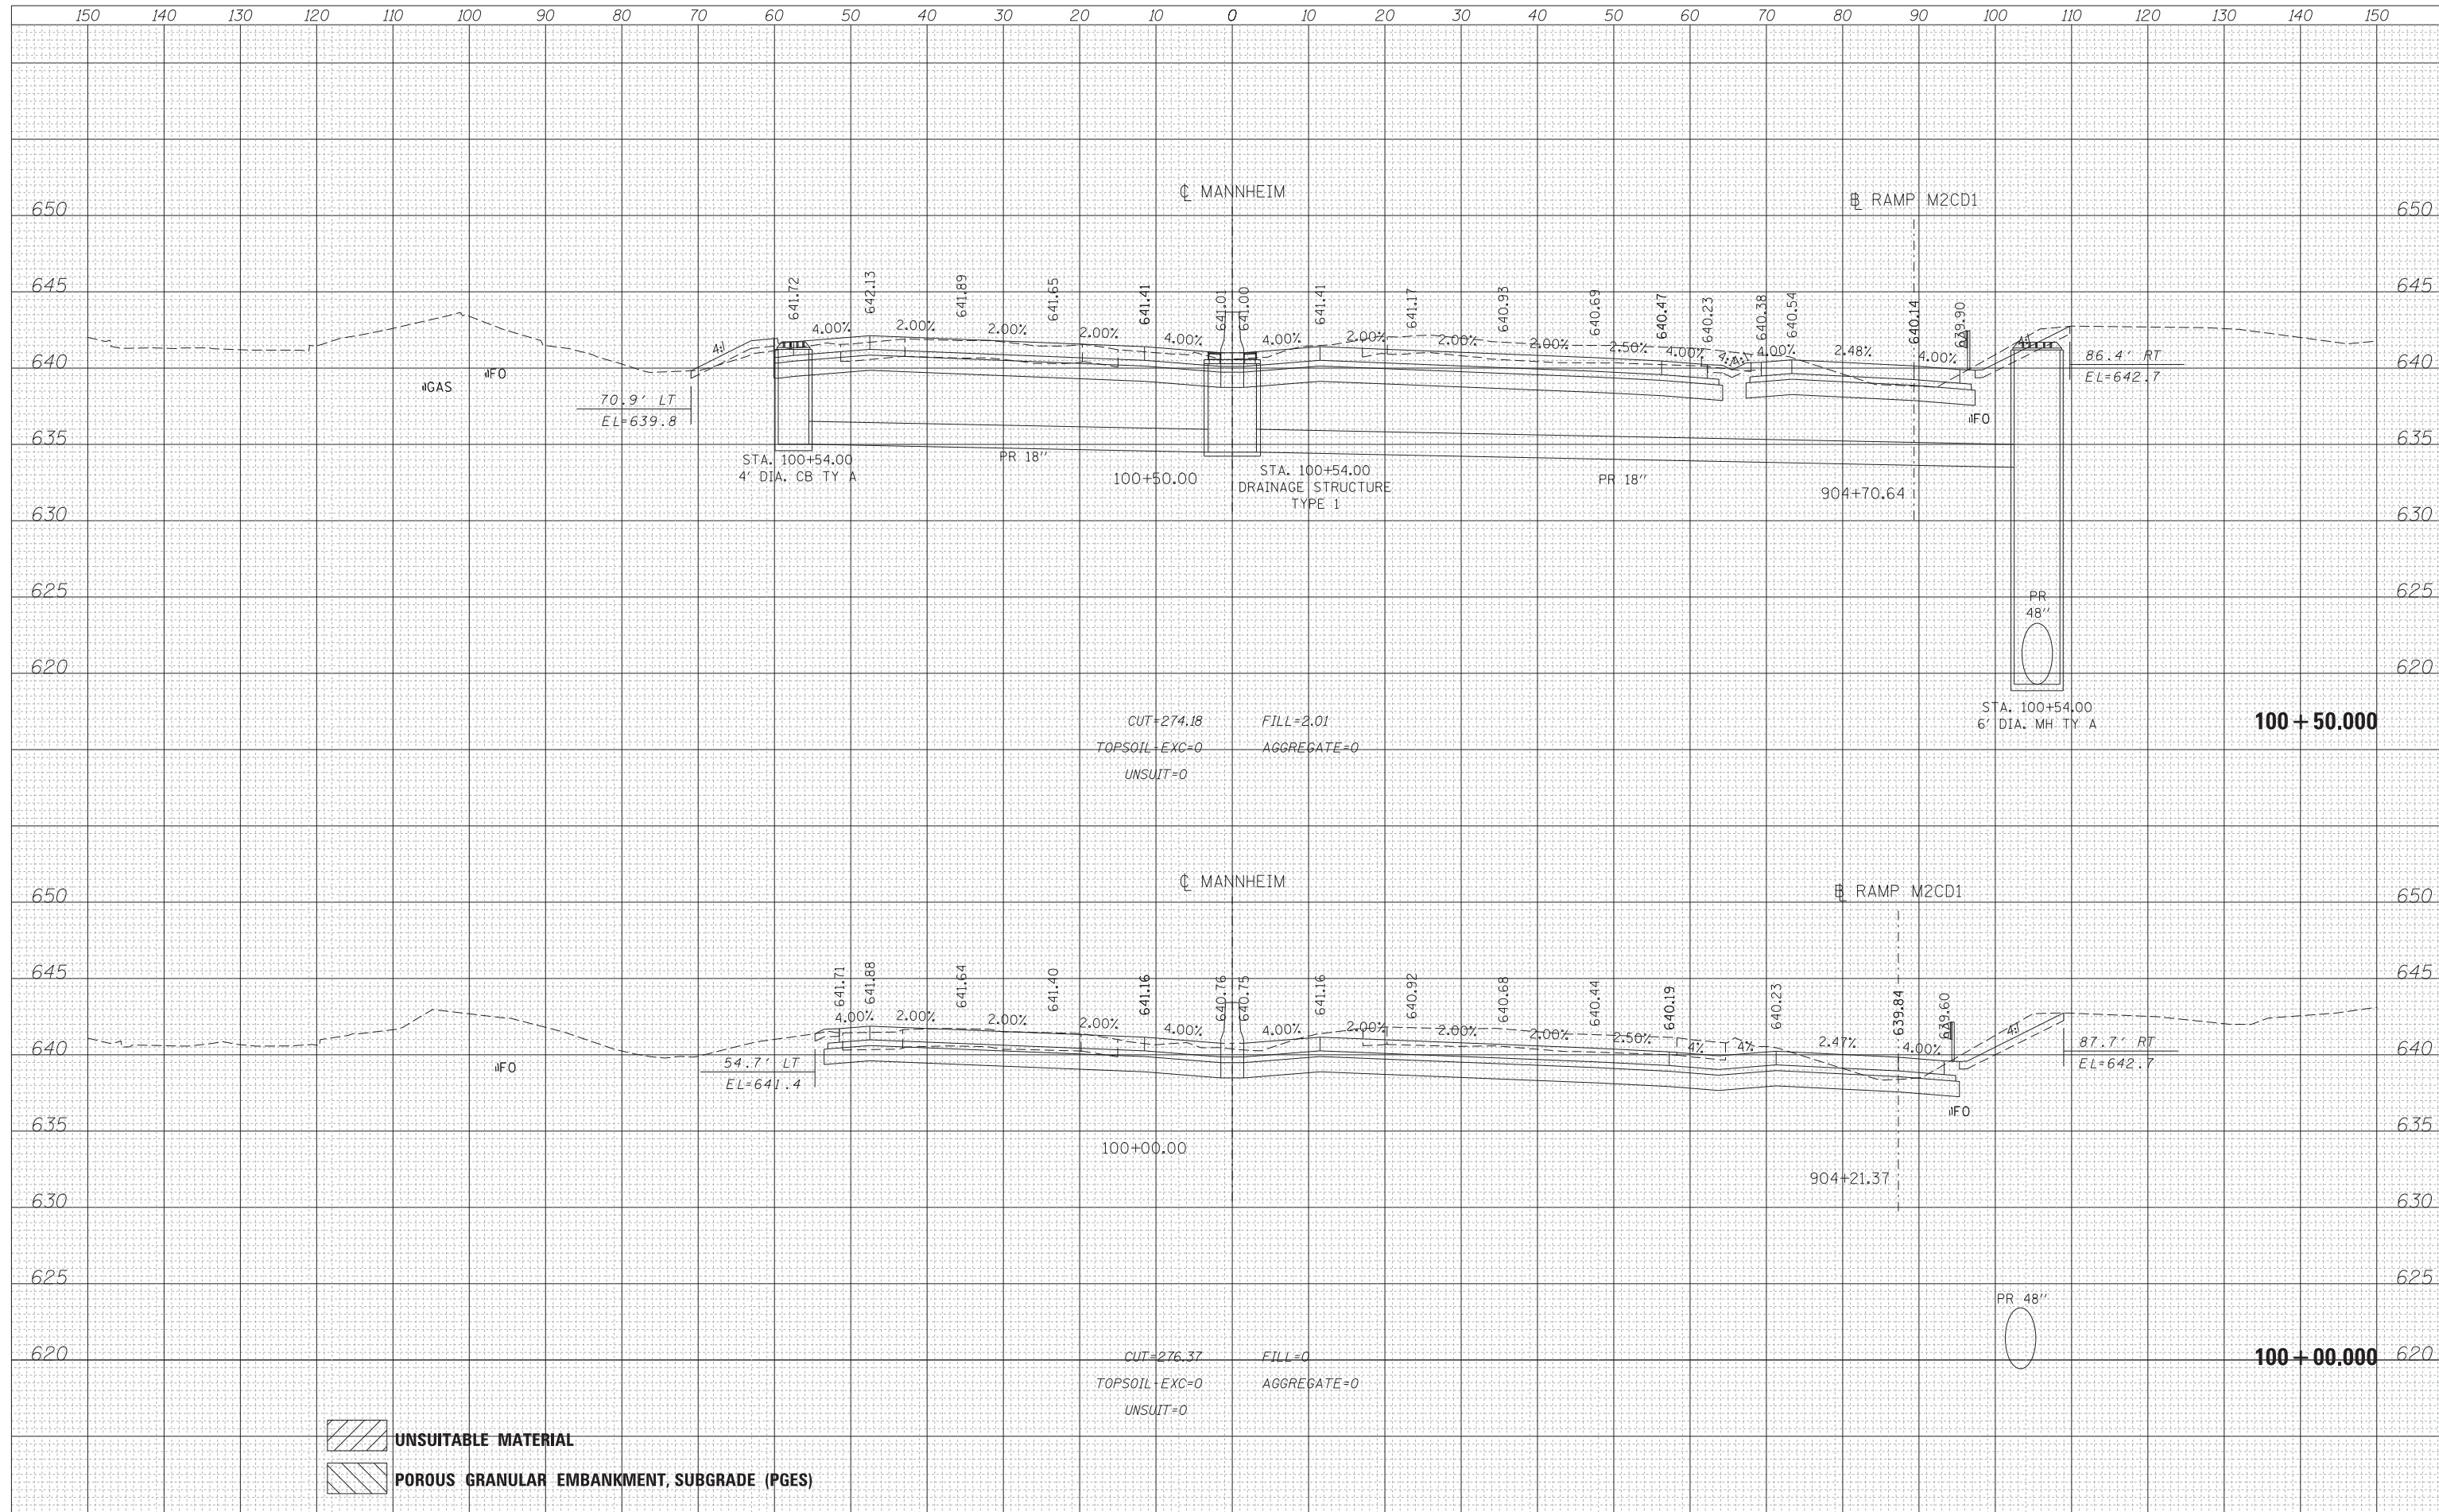 150 140 130 120 110 100 90 80 70 60 50 40 30 20 10 0 10 20 30 40 50 60 70 80 90 100 110 120 130 140 150
℄ MANNHEIM
℄ RAMP M2CD1
650 650
645 645
641.72 642.13 641.89 641.65 641.41 641.01 641.00 641.41 641.17 640.93 640.69 640.47 640.23 640.38 640.54 640.14 639.90
4:1 4.00% 2.00% 2.00% 2.00% 4.00% 4.00% 2.00% 2.00% 2.00% 2.50% 4.00% 4:1 4.00% 2.48% 4.00% 4:1
640 640
GAS
FO
70.9' LT
EL=639.8
86.4' RT
EL=642.7
FO
635 635
STA. 100+54.00
4' DIA. CB TY A
PR 18"
100+50.00
STA. 100+54.00
DRAINAGE STRUCTURE
TYPE 1
PR 18"
904+70.64
630 630
625 625
PR
48"
620 620
STA. 100+54.00
6' DIA. MH TY A
CUT=274.18 FILL=2.01
TOPSOIL-EXC=0 AGGREGATE=0
UNSUIT=0
100+50.000
℄ MANNHEIM
RAMP M2CD1
650 650
645 645
641.71 641.88 641.64 641.40 641.16 640.76 640.75 641.16 640.92 640.68 640.44 640.19 640.23 639.84 639.60
4.00% 2.00% 2.00% 2.00% 4.00% 4.00% 2.00% 2.00% 2.00% 2.50% 4% 4% 2.47% 4.00% 4:1
640 640
FO
54.7' LT
EL=641.4
87.7' RT
EL=642.7
FO
635 635
100+00.00
904+21.37
630 630
625 625
PR 48"
620 620
CUT=276.37 FILL=0
TOPSOIL-EXC=0 AGGREGATE=0
UNSUIT=0
100+00.000
UNSUITABLE MATERIAL
POROUS GRANULAR EMBANKMENT, SUBGRADE (PGES)